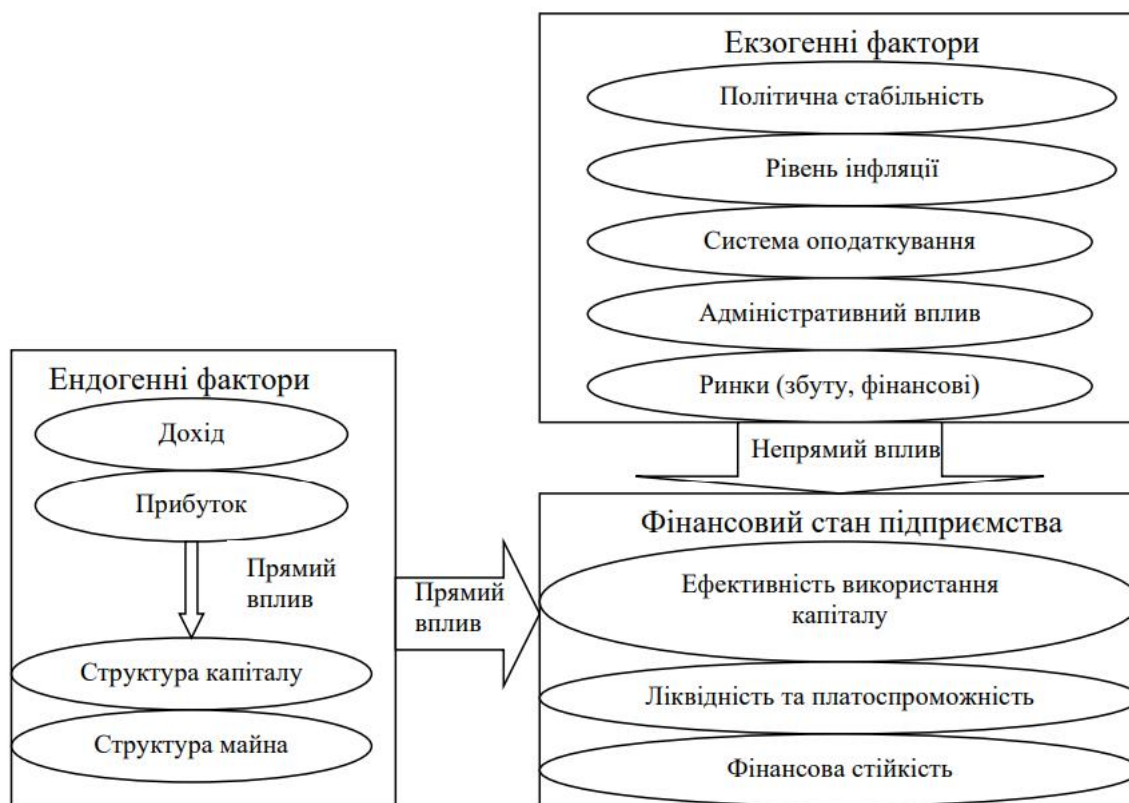 Екзогенні фактори
Політична стабільність
Рівень інфляції
Система оподаткування
Адміністративний вплив
Ринки (збуту, фінансові)
Непрямий вплив
Ендогенні фактори
Дохід
Прибуток
Прямий
вплив
Структура капіталу
Структура майна
Прямий
вплив
Фінансовий стан підприємства
Ефективність використання
капіталу
Ліквідність та платоспроможність
Фінансова стійкість